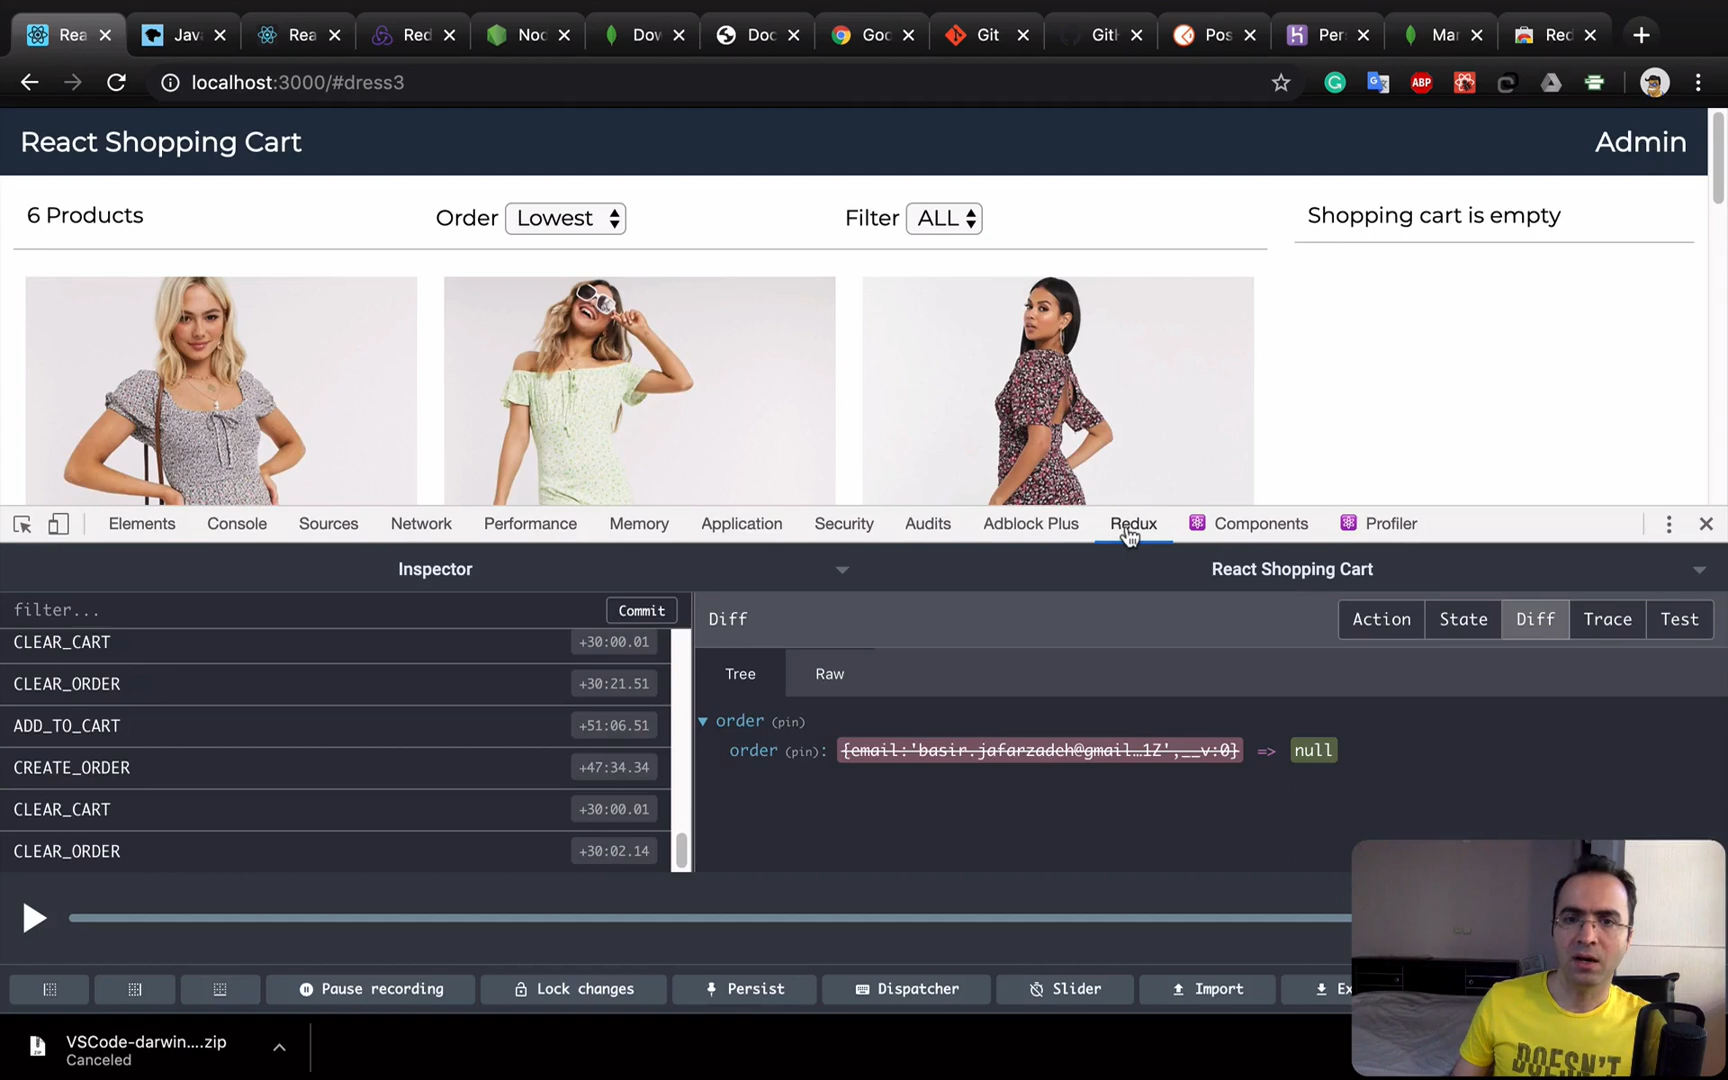 Rea
Java
Rea
Red
Noc
Dov
Doc
Goc
Git
GitH
Pos
Per
Mar
Red
localhost:3000/#dress3
ABP
React Shopping Cart
Admin
6 Products
Order Lowest
Filter ALL
Shopping cart is empty
Elements
Console
Sources
Network
Performance
Memory
Application
Security
Audits
Adblock Plus
Redux
Components
Profiler
Inspector
React Shopping Cart
filter...
Commit
Diff
Action
State
Diff
Trace
Test
CLEAR_CART +30:00.01
CLEAR_ORDER +30:21.51
ADD_TO_CART +51:06.51
CREATE_ORDER +47:34.34
CLEAR_CART +30:00.01
CLEAR_ORDER +30:02.14
Tree
Raw
order (pin)
order (pin): {email:'basir.jafarzadeh@gmail…1Z',__v:0} => null
Pause recording
Lock changes
Persist
Dispatcher
Slider
Import
Ex
VSCode-darwin....zip
Canceled
DOESN'T